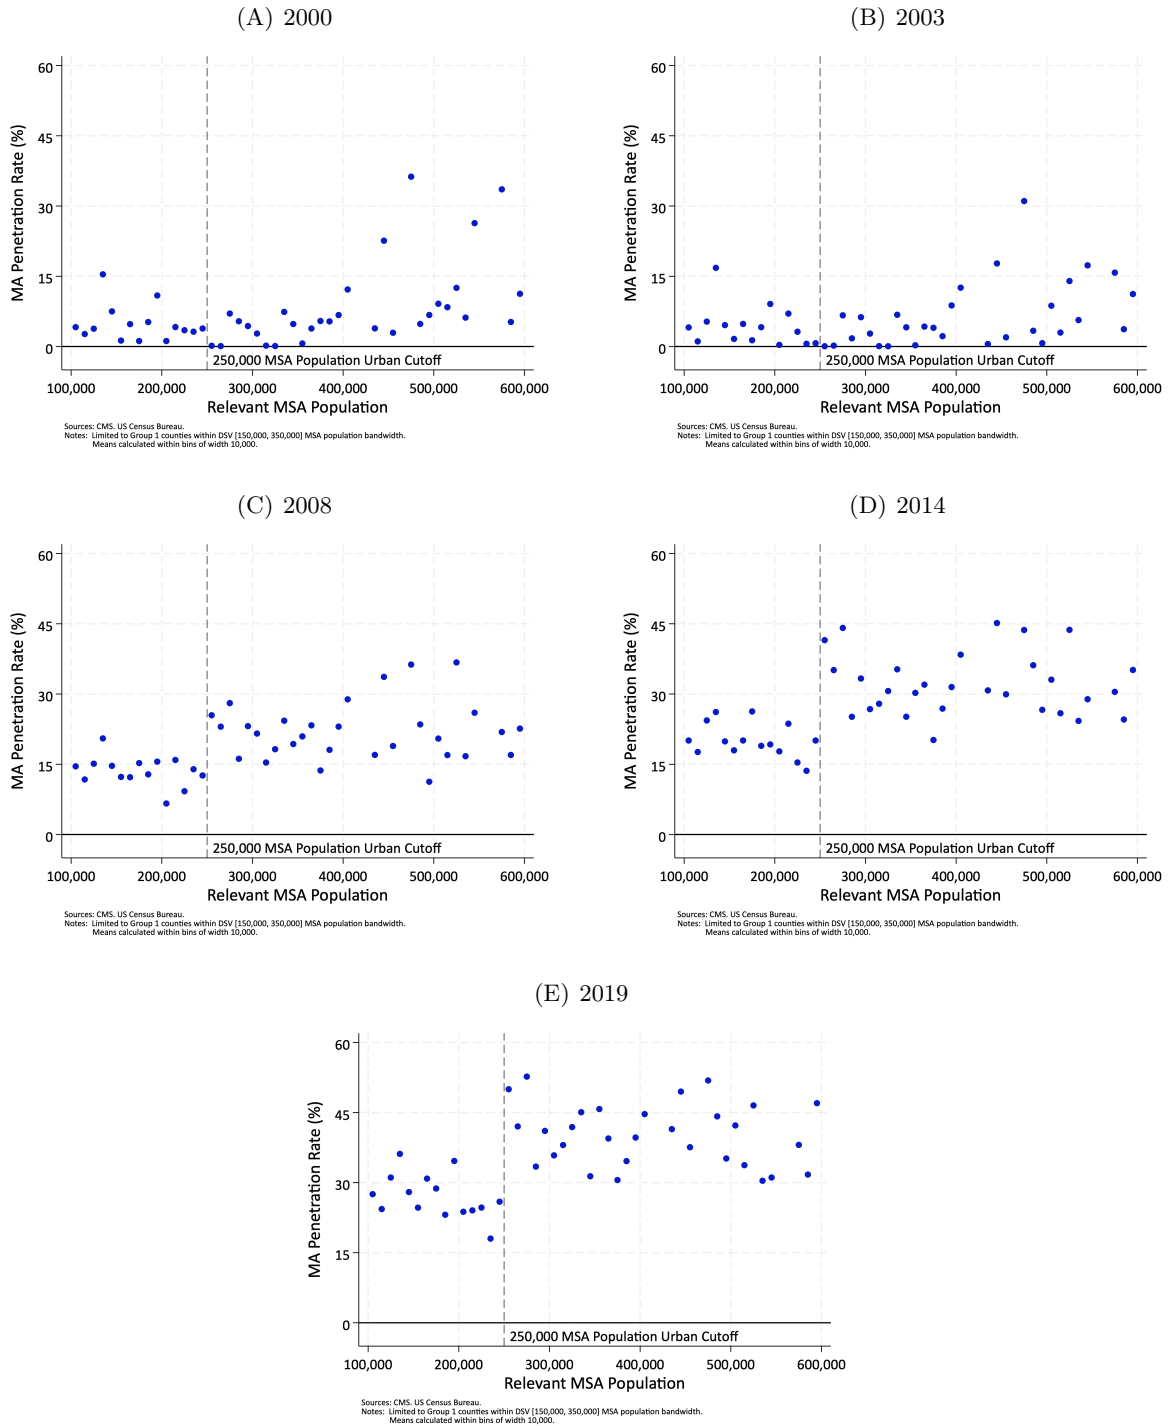 (A) 2000
60
45
30
15
0
MA Penetration Rate (%)
250,000 MSA Population Urban Cutoff
100,000 200,000 300,000 400,000 500,000 600,000
Relevant MSA Population
Sources: CMS. US Census Bureau.
Notes: Limited to Group 1 counties within DSV [150,000, 350,000] MSA population bandwidth.
Means calculated within bins of width 10,000.
(B) 2003
60
45
30
15
0
MA Penetration Rate (%)
250,000 MSA Population Urban Cutoff
100,000 200,000 300,000 400,000 500,000 600,000
Relevant MSA Population
Sources: CMS. US Census Bureau.
Notes: Limited to Group 1 counties within DSV [150,000, 350,000] MSA population bandwidth.
Means calculated within bins of width 10,000.
(C) 2008
60
45
30
15
0
MA Penetration Rate (%)
250,000 MSA Population Urban Cutoff
100,000 200,000 300,000 400,000 500,000 600,000
Relevant MSA Population
Sources: CMS. US Census Bureau.
Notes: Limited to Group 1 counties within DSV [150,000, 350,000] MSA population bandwidth.
Means calculated within bins of width 10,000.
(D) 2014
60
45
30
15
0
MA Penetration Rate (%)
250,000 MSA Population Urban Cutoff
100,000 200,000 300,000 400,000 500,000 600,000
Relevant MSA Population
Sources: CMS. US Census Bureau.
Notes: Limited to Group 1 counties within DSV [150,000, 350,000] MSA population bandwidth.
Means calculated within bins of width 10,000.
(E) 2019
60
45
30
15
0
MA Penetration Rate (%)
250,000 MSA Population Urban Cutoff
100,000 200,000 300,000 400,000 500,000 600,000
Relevant MSA Population
Sources: CMS. US Census Bureau.
Notes: Limited to Group 1 counties within DSV [150,000, 350,000] MSA population bandwidth.
Means calculated within bins of width 10,000.